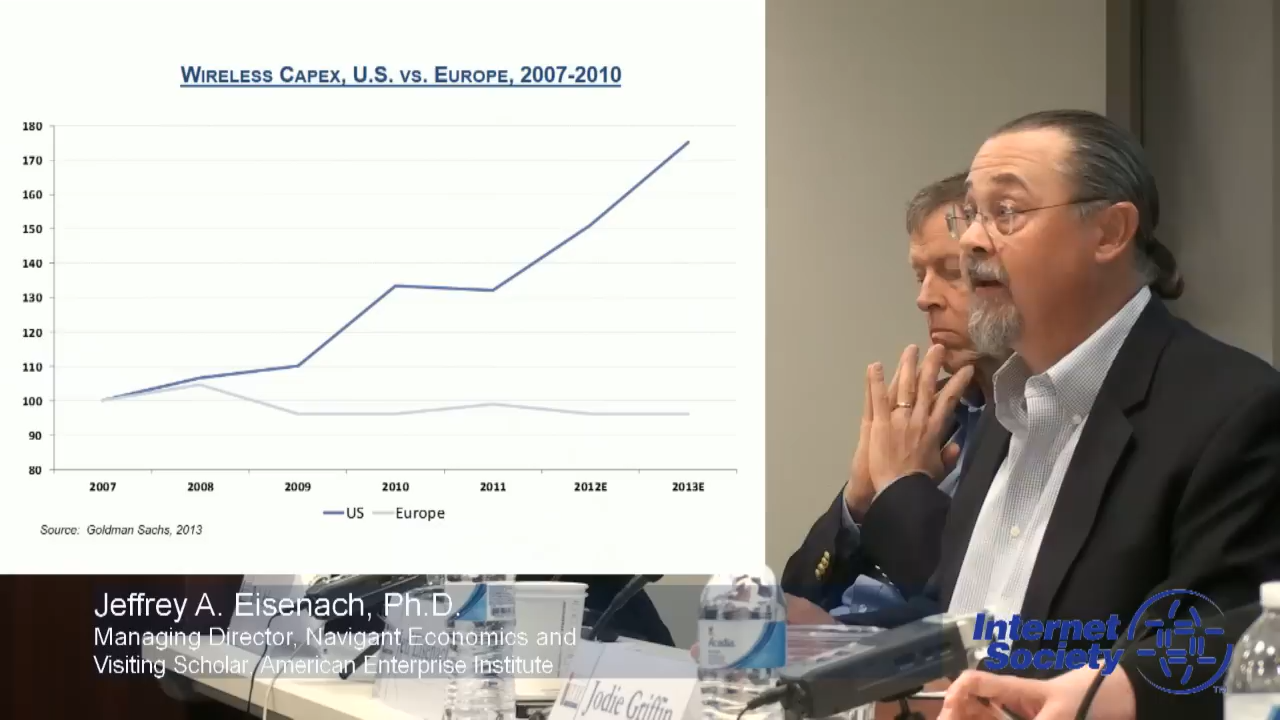 WIRELESS CAPEX, U.S. VS. EUROPE, 2007-2010
180
170
160
150
140
130
120
110
100
90
80
2007 2008 2009 2010 2011 2012E 2013E
US Europe
Source: Goldman Sachs, 2013
Jeffrey A. Eisenach, Ph.D.
Managing Director, Navigant Economics and
Visiting Scholar, American Enterprise Institute
Acadia
Jodie Griffin
Internet
Society
TM